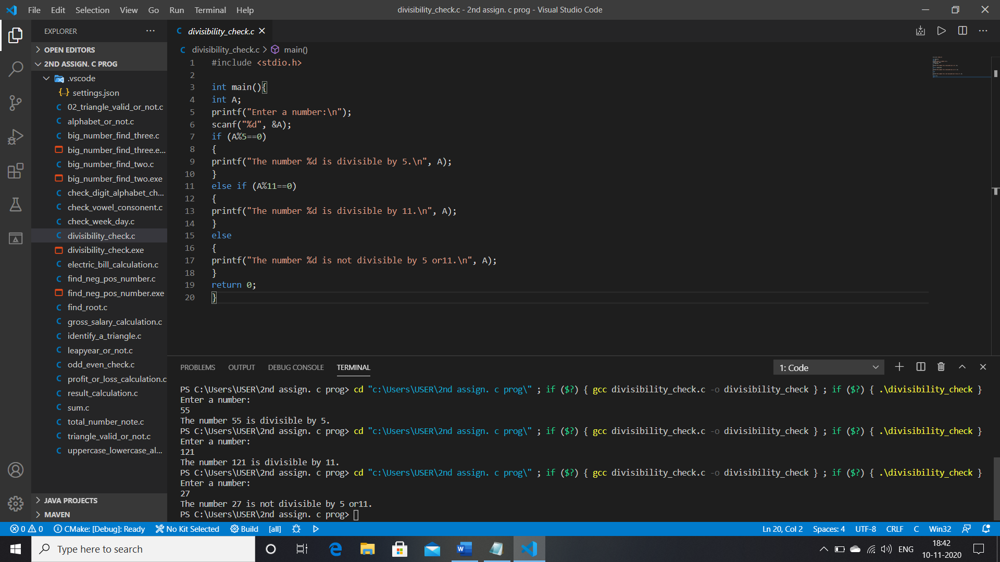 File Edit Selection View Go Run Terminal Help
divisibility_check.c - 2nd assign. c prog - Visual Studio Code
EXPLORER
OPEN EDITORS
2ND ASSIGN. C PROG
.vscode
settings.json
02_triangle_valid_or_not.c
alphabet_or_not.c
big_number_find_three.c
big_number_find_three.e...
big_number_find_two.c
big_number_find_two.exe
check_digit_alphabet_ch...
check_vowel_consonent.c
check_week_day.c
divisibility_check.c
divisibility_check.exe
electric_bill_calculation.c
find_neg_pos_number.c
find_neg_pos_number.exe
find_root.c
gross_salary_calculation.c
identify_a_triangle.c
leapyear_or_not.c
odd_even_check.c
profit_or_loss_calculation.c
result_calculation.c
sum.c
total_number_note.c
triangle_valid_or_not.c
uppercase_lowercase_al...
JAVA PROJECTS
MAVEN
divisibility_check.c
divisibility_check.c > main()
1 #include <stdio.h>
2
3 int main(){
4 int A;
5 printf("Enter a number:\n");
6 scanf("%d", &A);
7 if (A%5==0)
8 {
9 printf("The number %d is divisible by 5.\n", A);
10 }
11 else if (A%11==0)
12 {
13 printf("The number %d is divisible by 11.\n", A);
14 }
15 else
16 {
17 printf("The number %d is not divisible by 5 or11.\n", A);
18 }
19 return 0;
20 }
PROBLEMS OUTPUT DEBUG CONSOLE TERMINAL
1: Code
PS C:\Users\USER\2nd assign. c prog> cd "c:\Users\USER\2nd assign. c prog\" ; if ($?) { gcc divisibility_check.c -o divisibility_check } ; if ($?) { .\divisibility_check }
Enter a number:
55
The number 55 is divisible by 5.
PS C:\Users\USER\2nd assign. c prog> cd "c:\Users\USER\2nd assign. c prog\" ; if ($?) { gcc divisibility_check.c -o divisibility_check } ; if ($?) { .\divisibility_check }
Enter a number:
121
The number 121 is divisible by 11.
PS C:\Users\USER\2nd assign. c prog> cd "c:\Users\USER\2nd assign. c prog\" ; if ($?) { gcc divisibility_check.c -o divisibility_check } ; if ($?) { .\divisibility_check }
Enter a number:
27
The number 27 is not divisible by 5 or11.
PS C:\Users\USER\2nd assign. c prog>
0 0 CMake: [Debug]: Ready No Kit Selected Build [all]
Ln 20, Col 2 Spaces: 4 UTF-8 CRLF C Win32
Type here to search
ENG
18:42
10-11-2020